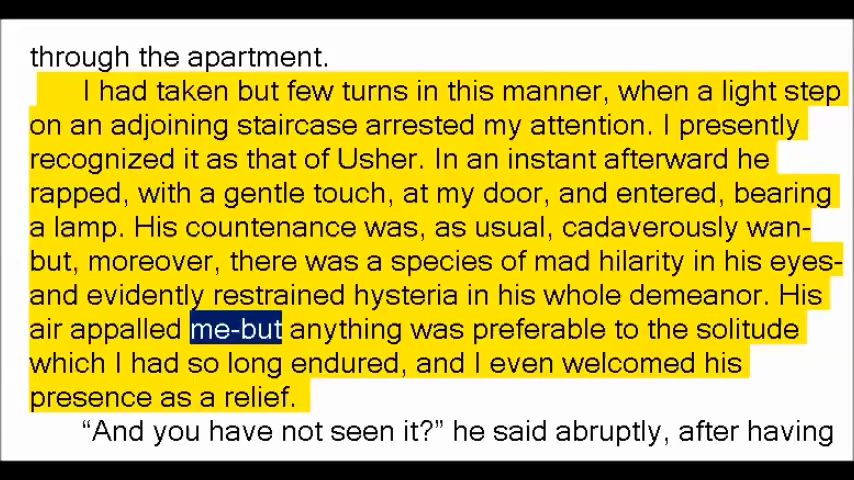 through the apartment.
I had taken but few turns in this manner, when a light step
on an adjoining staircase arrested my attention. I presently
recognized it as that of Usher. In an instant afterward he
rapped, with a gentle touch, at my door, and entered, bearing
a lamp. His countenance was, as usual, cadaverously wan-
but, moreover, there was a species of mad hilarity in his eyes-
and evidently restrained hysteria in his whole demeanor. His
air appalled me-but anything was preferable to the solitude
which I had so long endured, and I even welcomed his
presence as a relief.
“And you have not seen it?” he said abruptly, after having